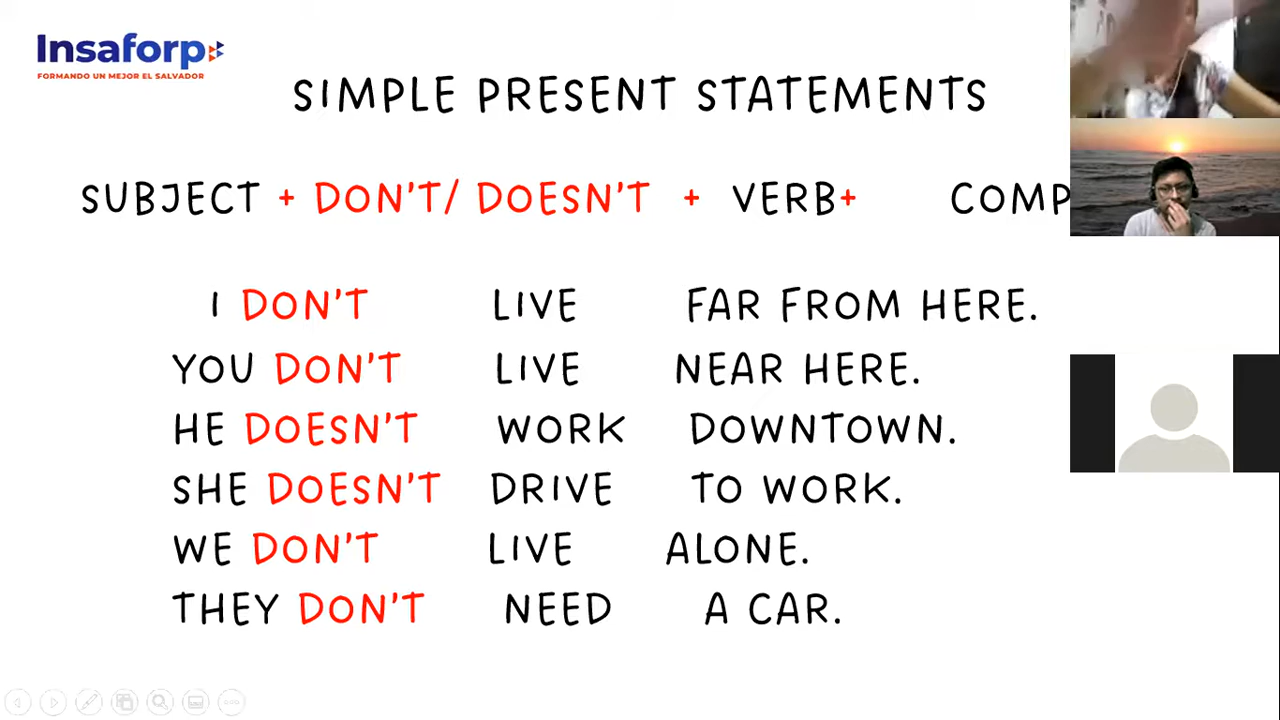 Insaforp
FORMANDO UN MEJOR EL SALVADOR
SIMPLE PRESENT STATEMENTS
SUBJECT + DON'T/ DOESN'T + VERB+ COMP
I DON'T LIVE FAR FROM HERE.
YOU DON'T LIVE NEAR HERE.
HE DOESN'T WORK DOWNTOWN.
SHE DOESN'T DRIVE TO WORK.
WE DON'T LIVE ALONE.
THEY DON'T NEED A CAR.